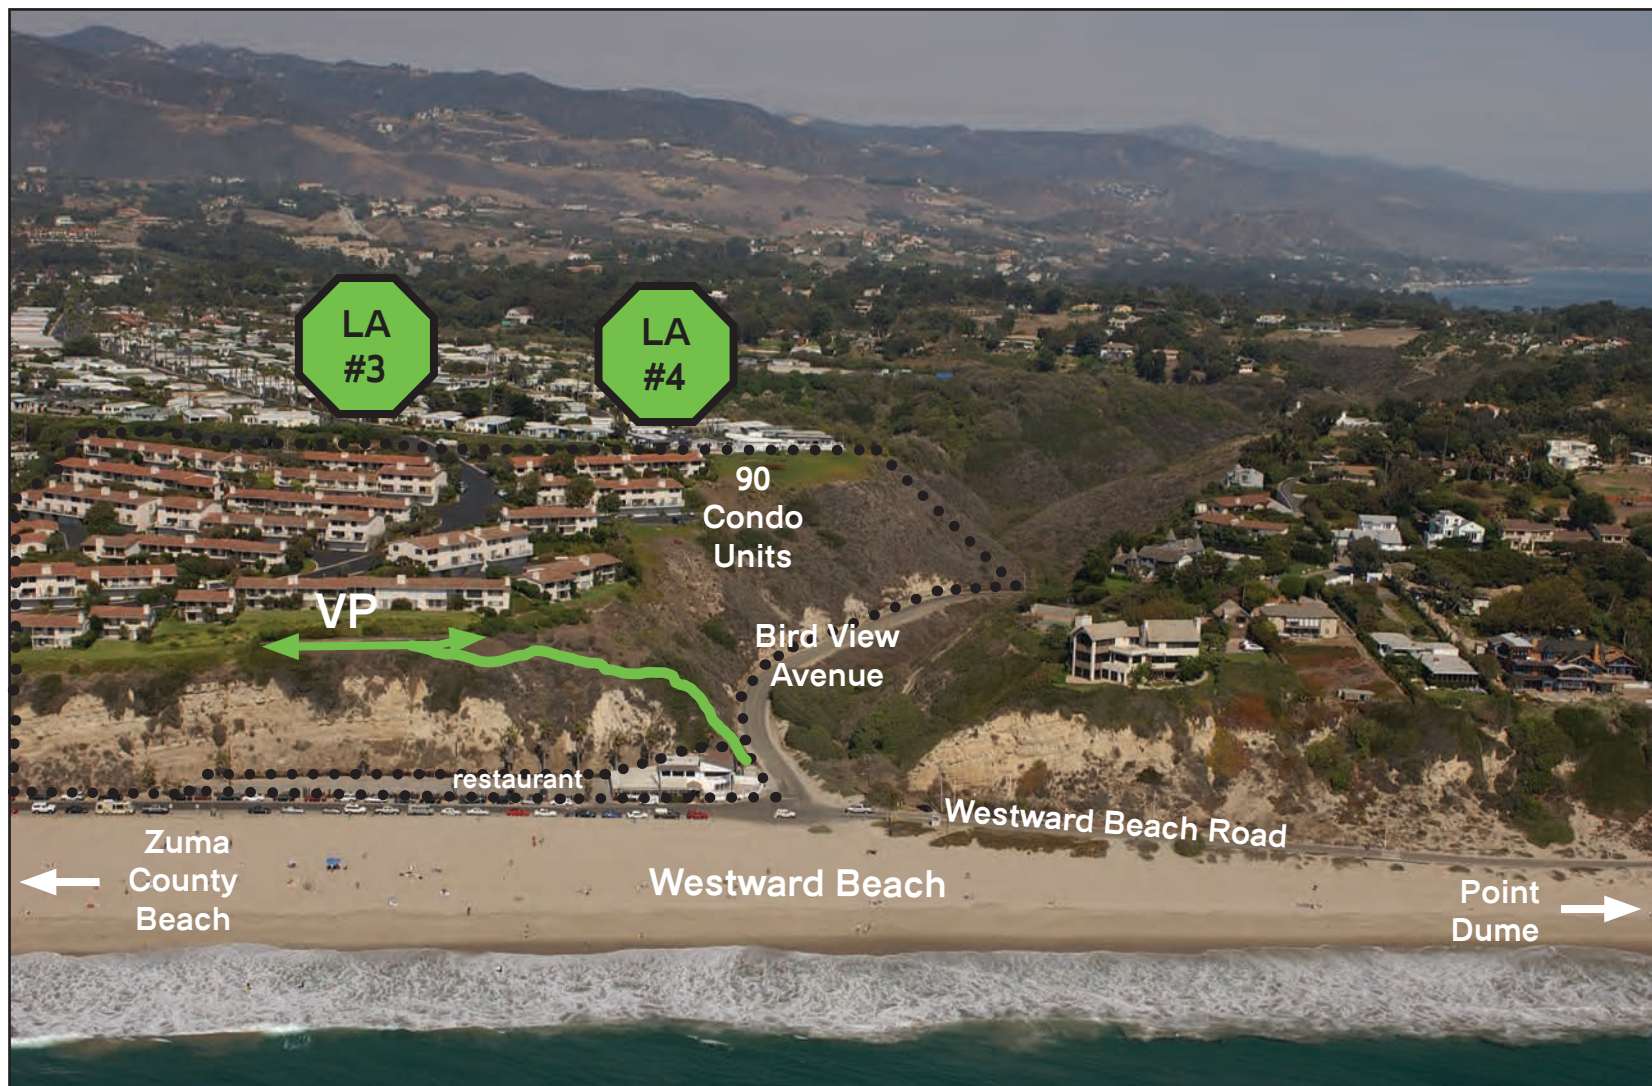 LA
#3
LA
#4
90
Condo
Units
VP
Bird View
Avenue
restaurant
Westward Beach Road
Zuma
County
Beach
Westward Beach
Point
Dume